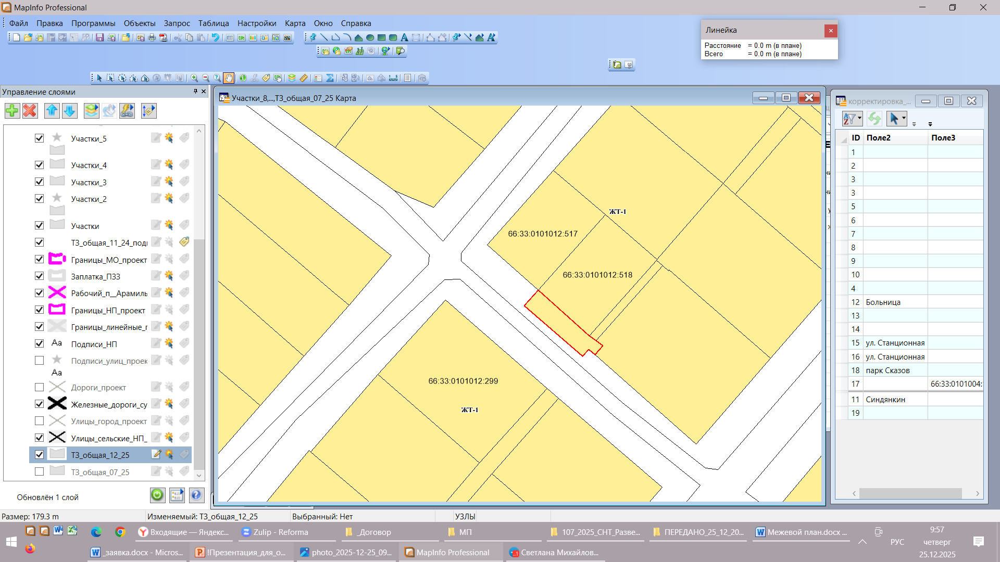 MapInfo Professional
Файл Правка Программы Объекты Запрос Таблица Настройки Карта Окно Справка
Линейка
Расстояние = 0.0 m (в плане)
Всего = 0.0 m (в плане)
Управление слоями
Участки_5
Участки_4
Участки_3
Участки_2
Участки
ТЗ_общая_11_24_под
Границы_МО_проект
Заплатка_ПЗЗ
Рабочий_п__Арамиль
Границы_НП_проект
Границы_линейные_г
Aa Подписи_НП
Подписи_улиц_проек
Aa
Дороги_проект
Железные_дороги_су
Улицы_город_проект
Улицы_сельские_НП_
ТЗ_общая_12_25
ТЗ_общая_07_25
Обновлён 1 слой
Участки_8,...,ТЗ_общая_07_25 Карта
ЖТ-1
66:33:0101012:517
66:33:0101012:518
66:33:0101012:299
ЖТ-1
корректировка_...
ID Поле2 Поле3
1
2
3
3
5
6
7
8
9
10
4
12 Больница
13
14
15 ул. Станционная
16 ул. Станционная
18 парк Сказов
17 66:33:0101004:
11 Синдянкин
19
Размер: 179.3 m Изменяемый: ТЗ_общая_12_25 Выбранный: Нет УЗЛЫ
Входящие — Яндекс... Zulip - Reforma _Договор МП 107_2025_СНТ_Разве... ПЕРЕДАНО_25_12_20... Межевой план.docx ...
_заявка.docx - Micros... !Презентация_для_о... photo_2025-12-25_09... MapInfo Professional Светлана Михайлов...
РУС
9:57
четверг
25.12.2025